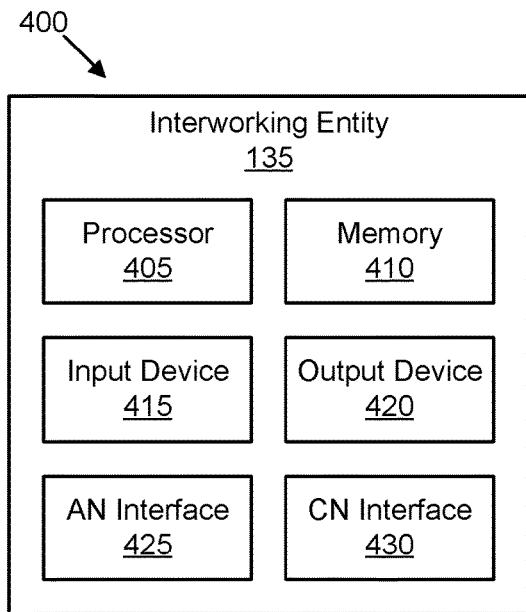 400
Interworking Entity
135
Processor
405
Memory
410
Input Device
415
Output Device
420
AN Interface
425
CN Interface
430